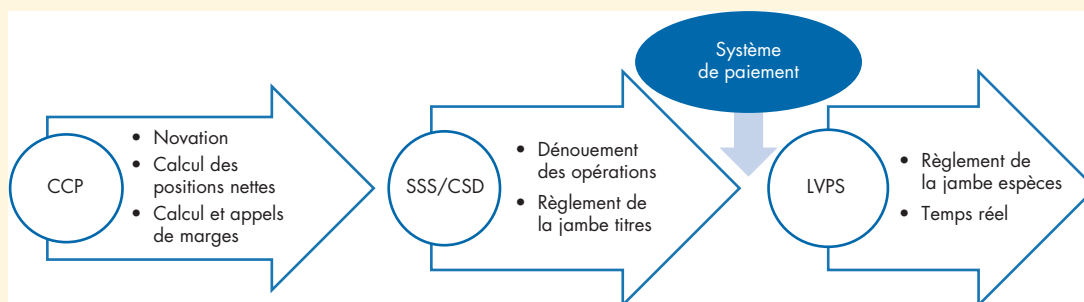 Système
de paiement
CCP
• Novation
• Calcul des
positions nettes
• Calcul et appels
de marges
SSS/CSD
• Dénouement
des opérations
• Règlement de
la jambe titres
LVPS
• Règlement de
la jambe espèces
• Temps réel